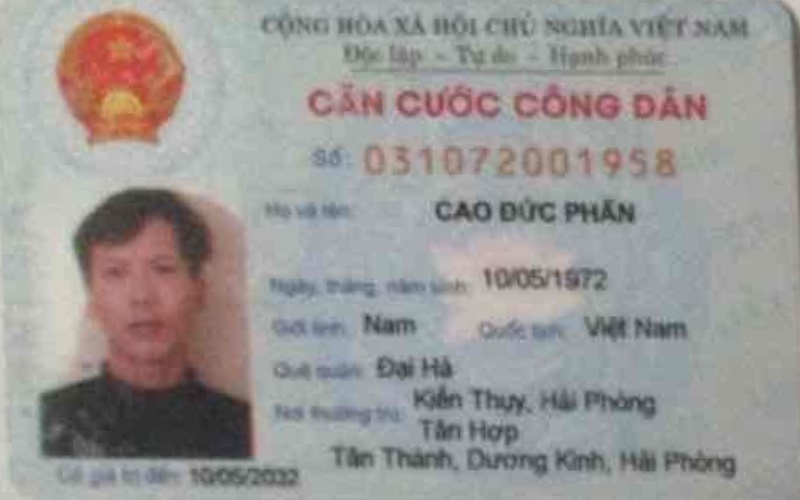 CỘNG HÒA XÃ HỘI CHỦ NGHĨA VIỆT NAM
Độc lập - Tự do - Hạnh phúc
CĂN CƯỚC CÔNG DÂN
Số: 031072001958
Họ và tên: CAO ĐỨC PHẤN
Ngày, tháng, năm sinh: 10/05/1972
Giới tính: Nam Quốc tịch: Việt Nam
Quê quán: Đại Hà
Kiến Thụy, Hải Phòng
Nơi thường trú: Tân Hợp
Tân Thành, Dương Kinh, Hải Phòng
Có giá trị đến: 10/05/2032